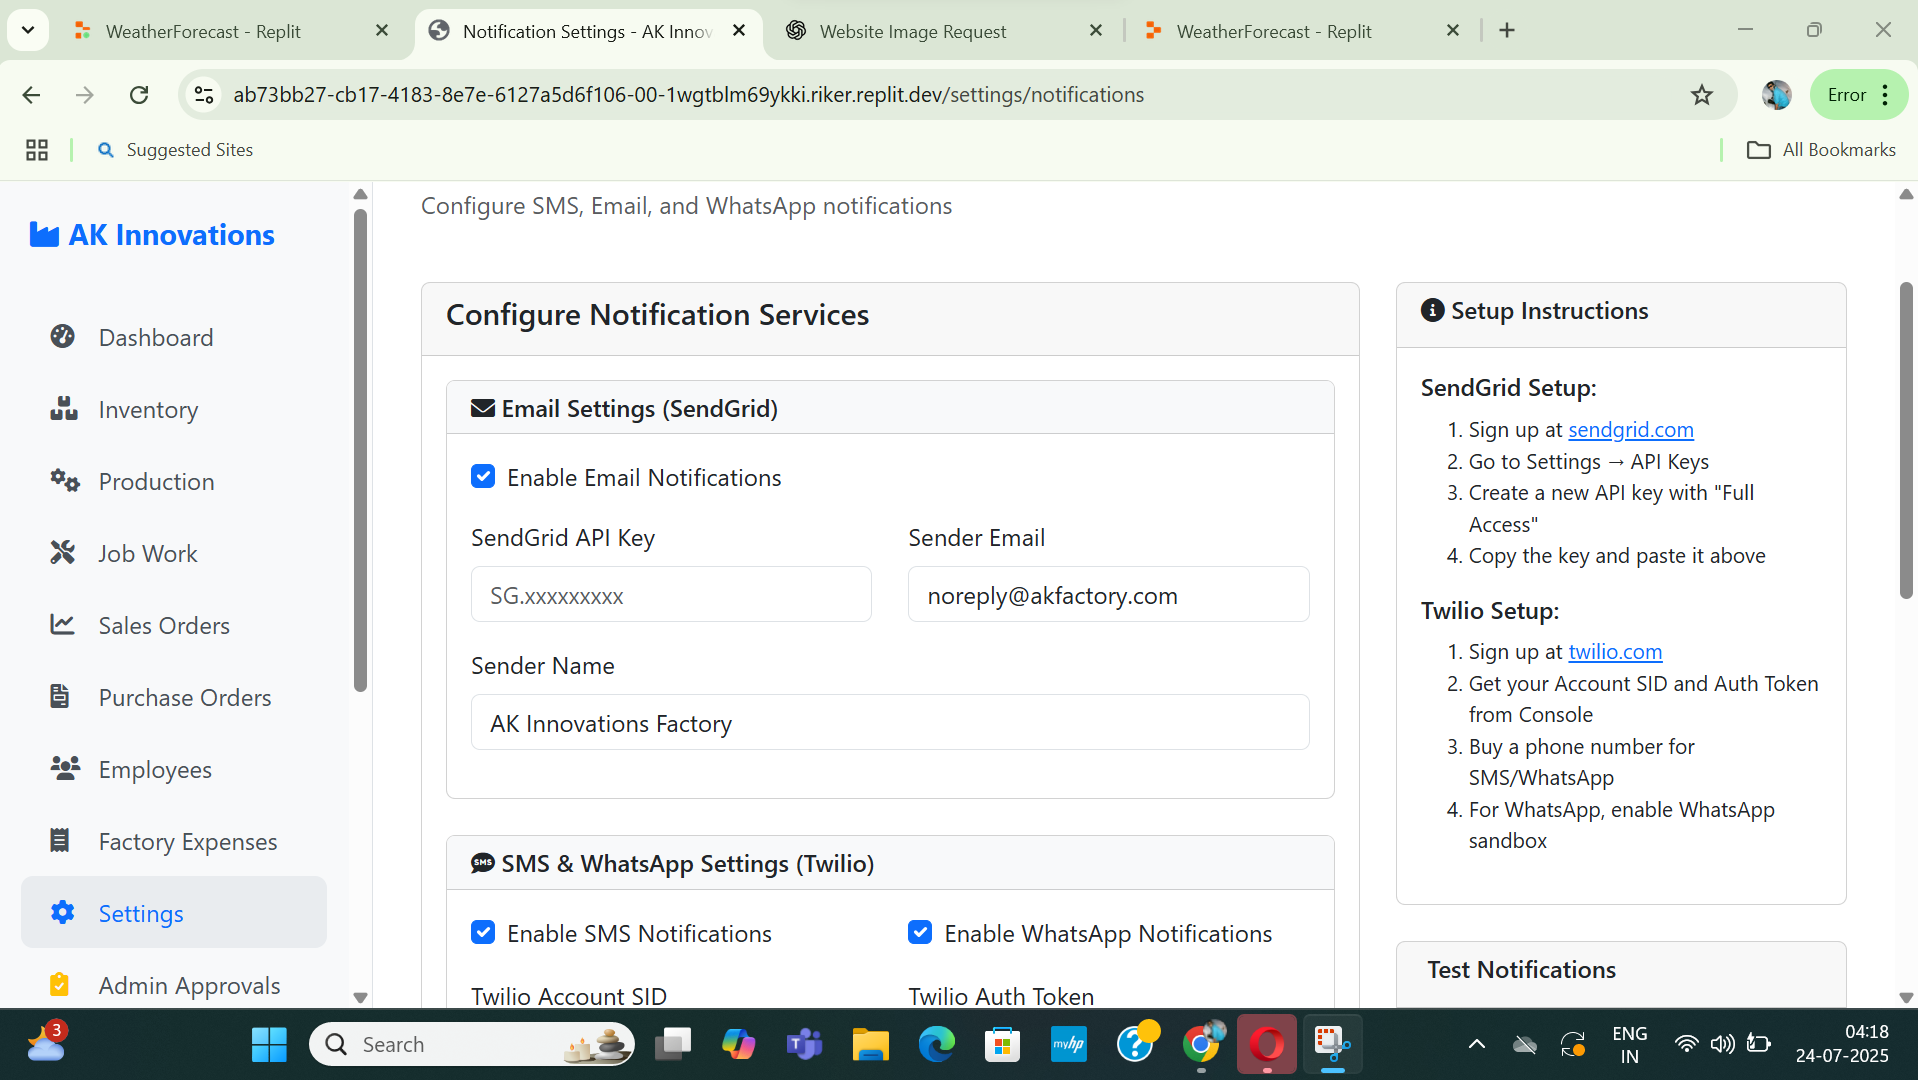 WeatherForecast - Replit
Notification Settings - AK Innov
Website Image Request
WeatherForecast - Replit
ab73bb27-cb17-4183-8e7e-6127a5d6f106-00-1wgtblm69ykki.riker.replit.dev/settings/notifications
Error
Suggested Sites
All Bookmarks
AK Innovations
Dashboard
Inventory
Production
Job Work
Sales Orders
Purchase Orders
Employees
Factory Expenses
Settings
Admin Approvals
Configure SMS, Email, and WhatsApp notifications
Configure Notification Services
Email Settings (SendGrid)
Enable Email Notifications
SendGrid API Key
Sender Email
SG.xxxxxxxxx
noreply@akfactory.com
Sender Name
AK Innovations Factory
SMS
SMS & WhatsApp Settings (Twilio)
Enable SMS Notifications
Enable WhatsApp Notifications
Twilio Account SID
Twilio Auth Token
Setup Instructions
SendGrid Setup:
1. Sign up at sendgrid.com
2. Go to Settings → API Keys
3. Create a new API key with "Full
Access"
4. Copy the key and paste it above
Twilio Setup:
1. Sign up at twilio.com
2. Get your Account SID and Auth Token
from Console
3. Buy a phone number for
SMS/WhatsApp
4. For WhatsApp, enable WhatsApp
sandbox
Test Notifications
3
Search
myhp
ENG
IN
04:18
24-07-2025